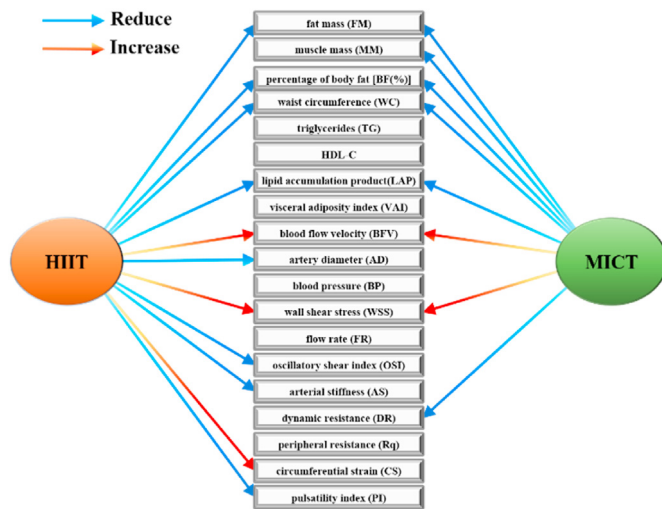 Reduce
Increase
fat mass (FM)
muscle mass (MM)
percentage of body fat [BF(%)]
waist circumference (WC)
triglycerides (TG)
HDL-C
lipid accumulation product(LAP)
visceral adiposity index (VAI)
blood flow velocity (BFV)
HIIT
MICT
artery diameter (AD)
blood pressure (BP)
wall shear stress (WSS)
flow rate (FR)
oscillatory shear index (OSI)
arterial stiffness (AS)
dynamic resistance (DR)
peripheral resistance (Rq)
circumferential strain (CS)
pulsatility index (PI)